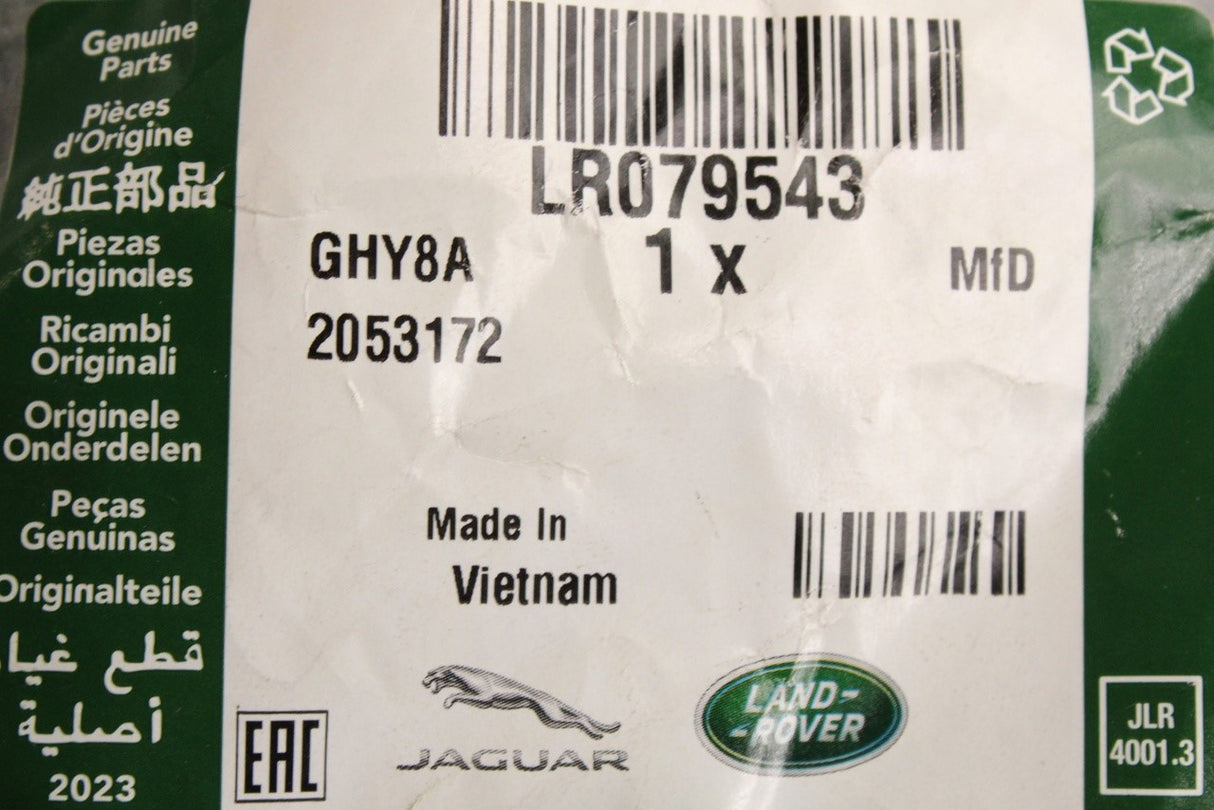 Genuine
Parts
Pièces
d'Origine
純正部品
Piezas
Originales
Ricambi
Originali
Originele
Onderdelen
Peças
Genuinas
Originalteile
قطع غيار
أصلية
2023
LR079543
GHY8A
1 x
MfD
2053172
Made In
Vietnam
EAC
JAGUAR
LAND-
-ROVER
JLR
4001.3